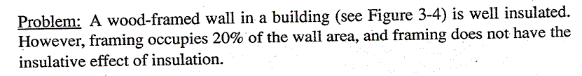 Problem: A wood-framed wall in a building (see Figure 3-4) is well insulated.
However, framing occupies 20% of the wall area, and framing does not have the
insulative effect of insulation.